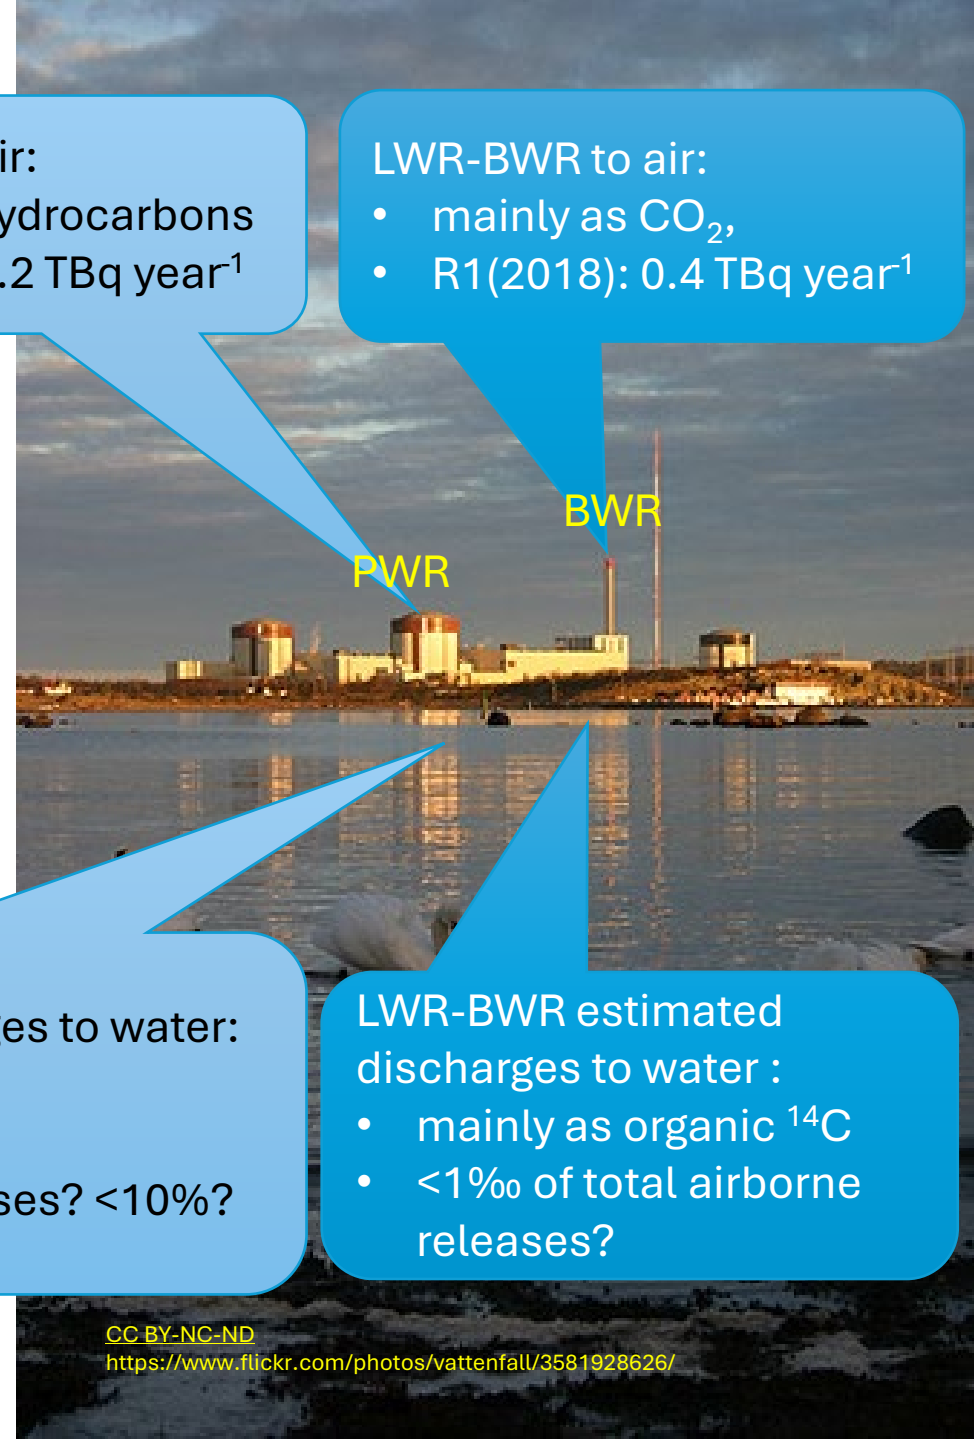 ir:
ydrocarbons
.2 TBq year⁻¹
LWR-BWR to air:
• mainly as CO₂,
• R1(2018): 0.4 TBq year⁻¹
BWR
PWR
es to water:
ses? <10%?
LWR-BWR estimated
discharges to water :
• mainly as organic ¹⁴C
• <1‰ of total airborne
releases?
CC BY-NC-ND
https://www.flickr.com/photos/vattenfall/3581928626/